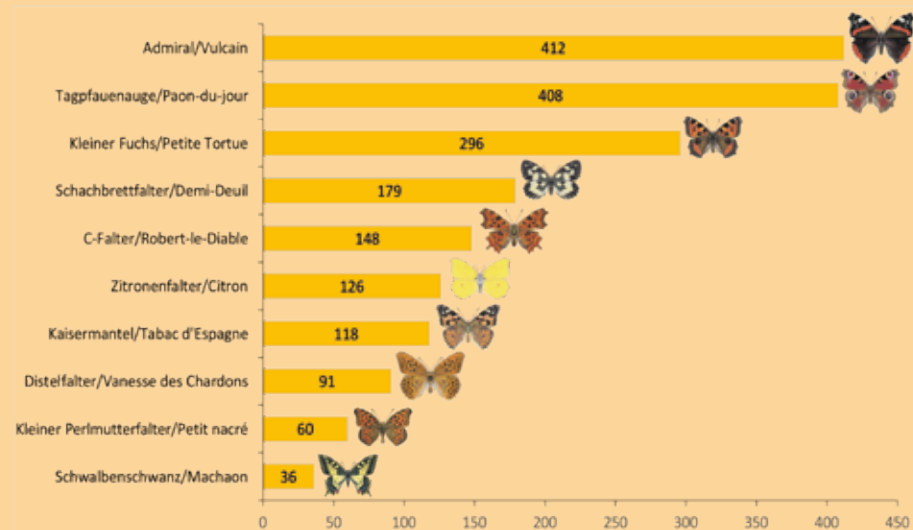 Admiral/Vulcain 412
Tagpfauenauge/Paon-du-jour 408
Kleiner Fuchs/Petite Tortue 296
Schachbrettfalter/Demi-Deuil 179
C-Falter/Robert-le-Diable 148
Zitronenfalter/Citron 126
Kaisermantel/Tabac d'Espagne 118
Distelfalter/Vanesse des Chardons 91
Kleiner Perlmutterfalter/Petit nacré 60
Schwalbenschwanz/Machaon 36
0 50 100 150 200 250 300 350 400 450